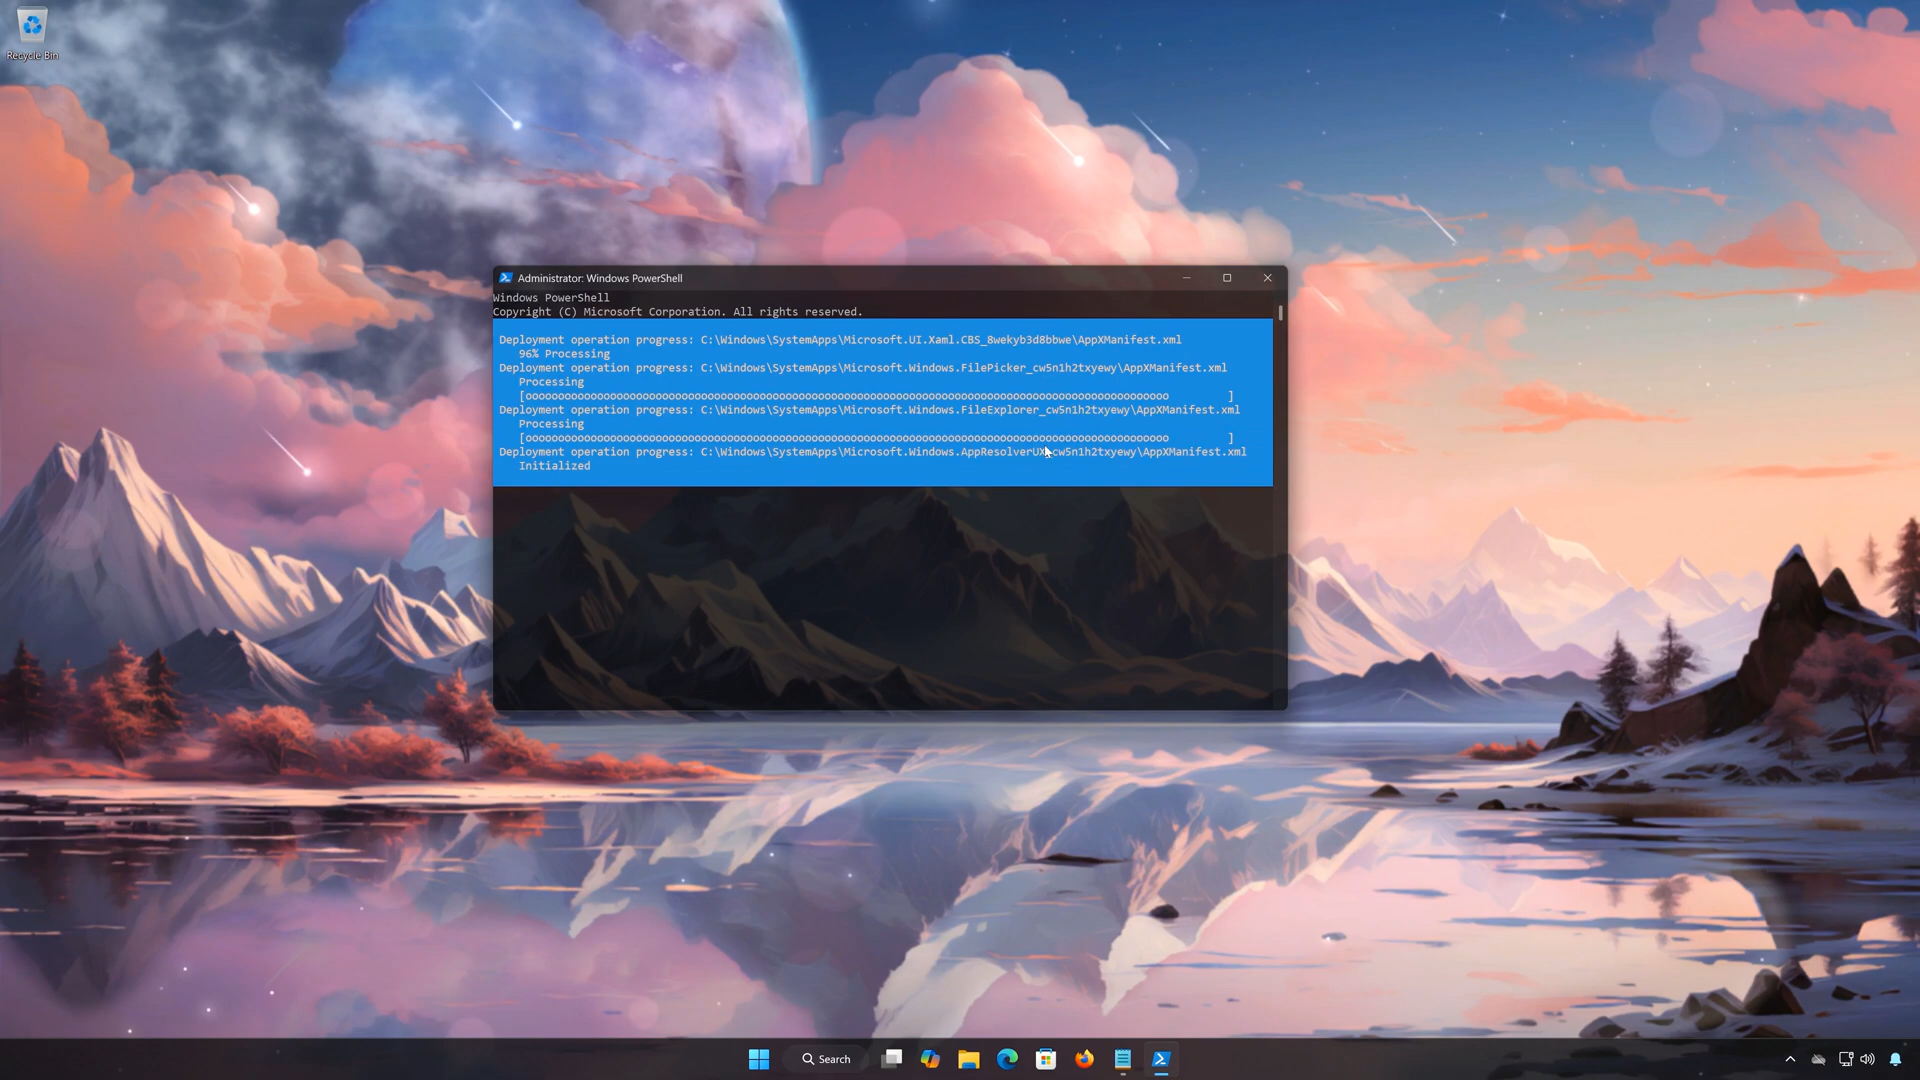 Recycle Bin
Administrator: Windows PowerShell
Windows PowerShell
Copyright (C) Microsoft Corporation. All rights reserved.
Deployment operation progress: C:\Windows\SystemApps\Microsoft.UI.Xaml.CBS_8wekyb3d8bbwe\AppXManifest.xml
96% Processing
Deployment operation progress: C:\Windows\SystemApps\Microsoft.Windows.FilePicker_cw5n1h2txyewy\AppXManifest.xml
Processing
[ooooooooooooooooooooooooooooooooooooooooooooooooooooooooooooooooooooooooooooooooooooooooooooooooooo         ]
Deployment operation progress: C:\Windows\SystemApps\Microsoft.Windows.FileExplorer_cw5n1h2txyewy\AppXManifest.xml
Processing
[ooooooooooooooooooooooooooooooooooooooooooooooooooooooooooooooooooooooooooooooooooooooooooooooooooo         ]
Deployment operation progress: C:\Windows\SystemApps\Microsoft.Windows.AppResolverUX_cw5n1h2txyewy\AppXManifest.xml
Initialized
Search